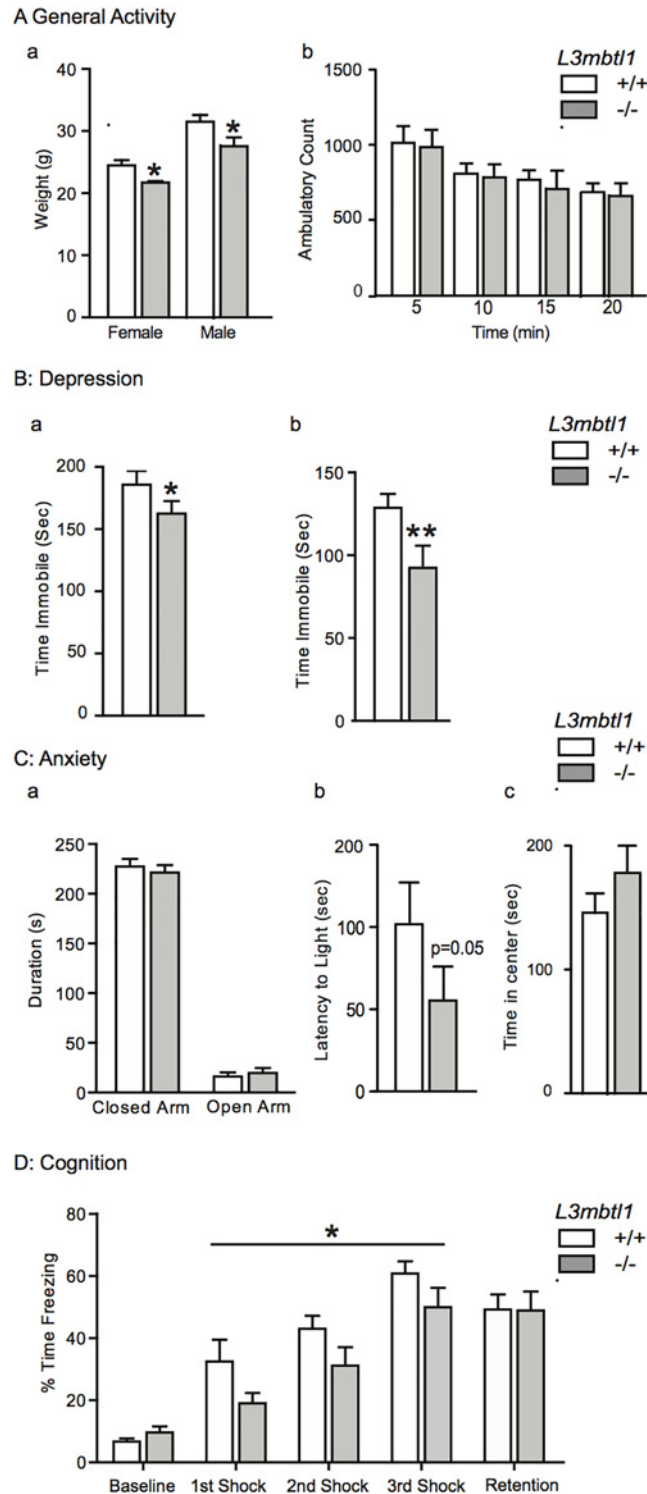 A General Activity
a
b
L3mbtl1
+/+
-/-
Weight (g)
40
30
20
10
0
Female Male
Ambulatory Count
1500
1000
500
0
5 10 15 20
Time (min)
B: Depression
a
b
L3mbtl1
+/+
-/-
Time Immobile (Sec)
200
150
100
50
0
*
Time Immobile (Sec)
150
100
50
0
**
L3mbtl1
+/+
-/-
C: Anxiety
a
b
c
Duration (s)
250
200
150
200
50
0
Closed Arm Open Arm
Latency to Light (sec)
200
100
50
0
p=0.05
Time in center (sec)
200
100
0
D: Cognition
L3mbtl1
+/+
-/-
% Time Freezing
80
60
40
20
0
*
Baseline 1st Shock 2nd Shock 3rd Shock Retention